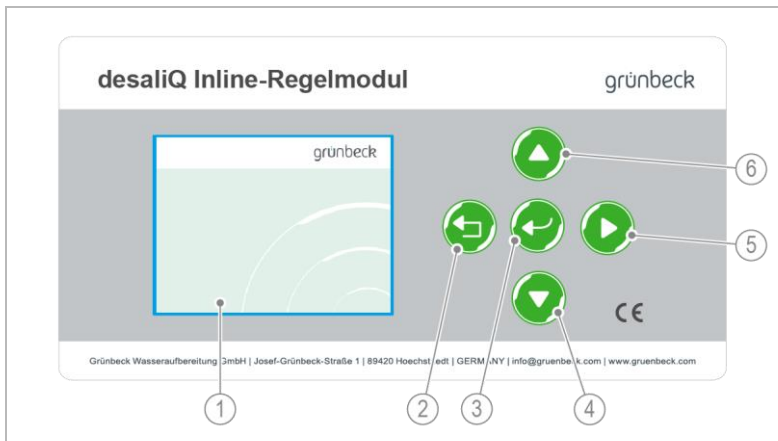 desaliQ Inline-Regelmodul
grünbeck
grünbeck
6
5
CE
Grünbeck Wasseraufbereitung GmbH | Josef-Grünbeck-Straße 1 | 89420 Hoechstaedt | GERMANY | info@gruenbeck.com | www.gruenbeck.com
1
2
3
4